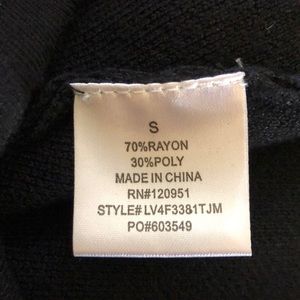 S
70%RAYON
30%POLY
MADE IN CHINA
RN#120951
STYLE# LV4F3381TJM
PO#603549